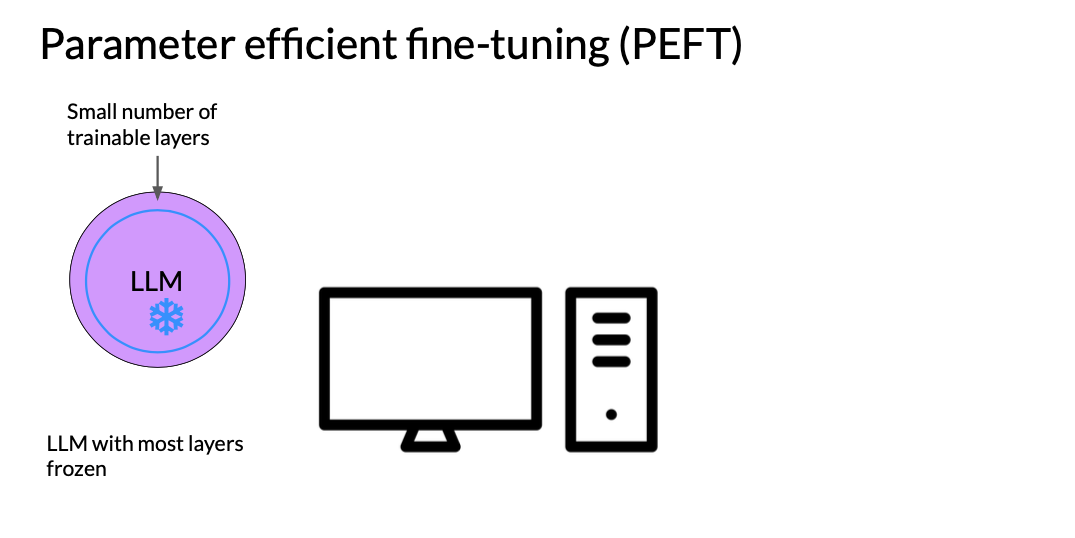 Parameter efficient fine-tuning (PEFT)
Small number of
trainable layers
LLM
LLM with most layers
frozen